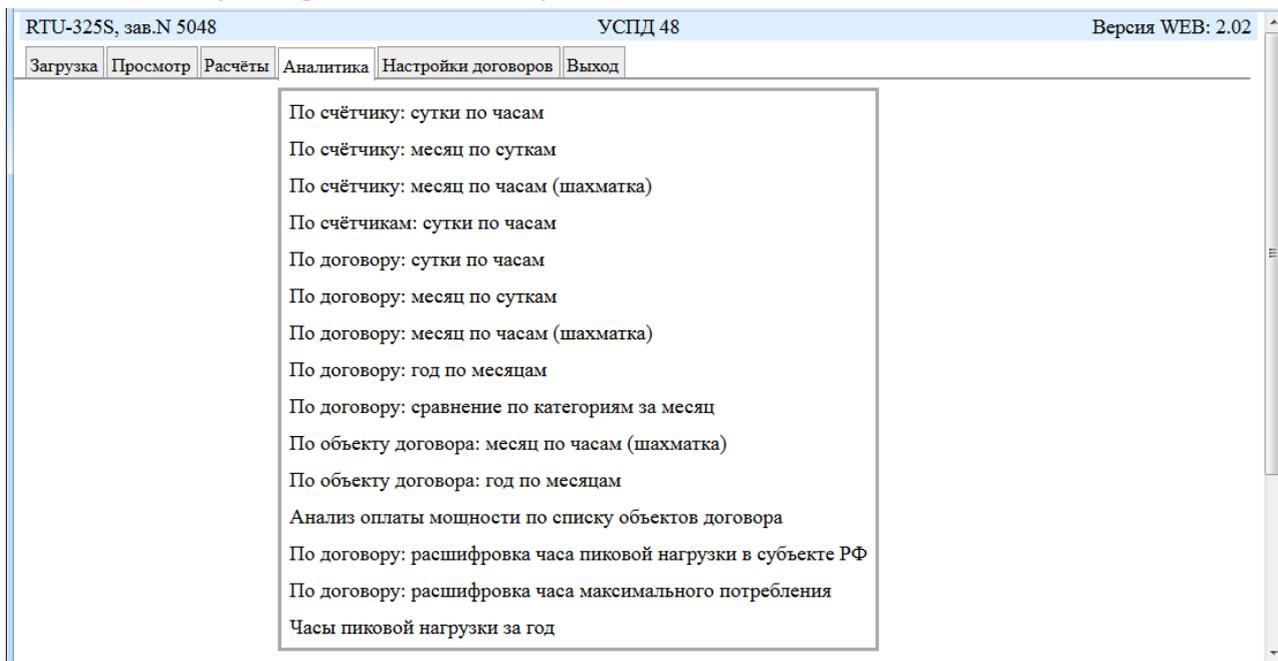 RTU-325S, зав.N 5048 УСПД 48 Версия WEB: 2.02
Загрузка Просмотр Расчёты Аналитика Настройки договоров Выход
По счётчику: сутки по часам
По счётчику: месяц по суткам
По счётчику: месяц по часам (шахматка)
По счётчикам: сутки по часам
По договору: сутки по часам
По договору: месяц по суткам
По договору: месяц по часам (шахматка)
По договору: год по месяцам
По договору: сравнение по категориям за месяц
По объекту договора: месяц по часам (шахматка)
По объекту договора: год по месяцам
Анализ оплаты мощности по списку объектов договора
По договору: расшифровка часа пиковой нагрузки в субъекте РФ
По договору: расшифровка часа максимального потребления
Часы пиковой нагрузки за год